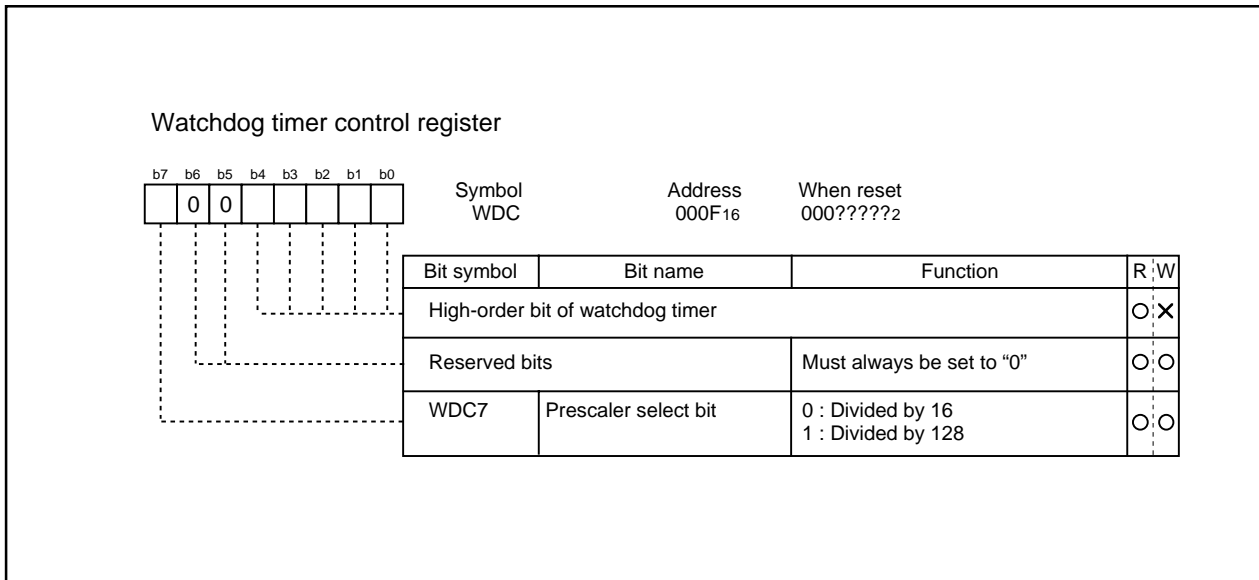 Watchdog timer control register
b7 b6 b5 b4 b3 b2 b1 b0
0 0
Symbol Address When reset
WDC 000F16 000?????2
Bit symbol Bit name Function R W
High-order bit of watchdog timer
Reserved bits Must always be set to “0”
WDC7 Prescaler select bit 0 : Divided by 16
1 : Divided by 128